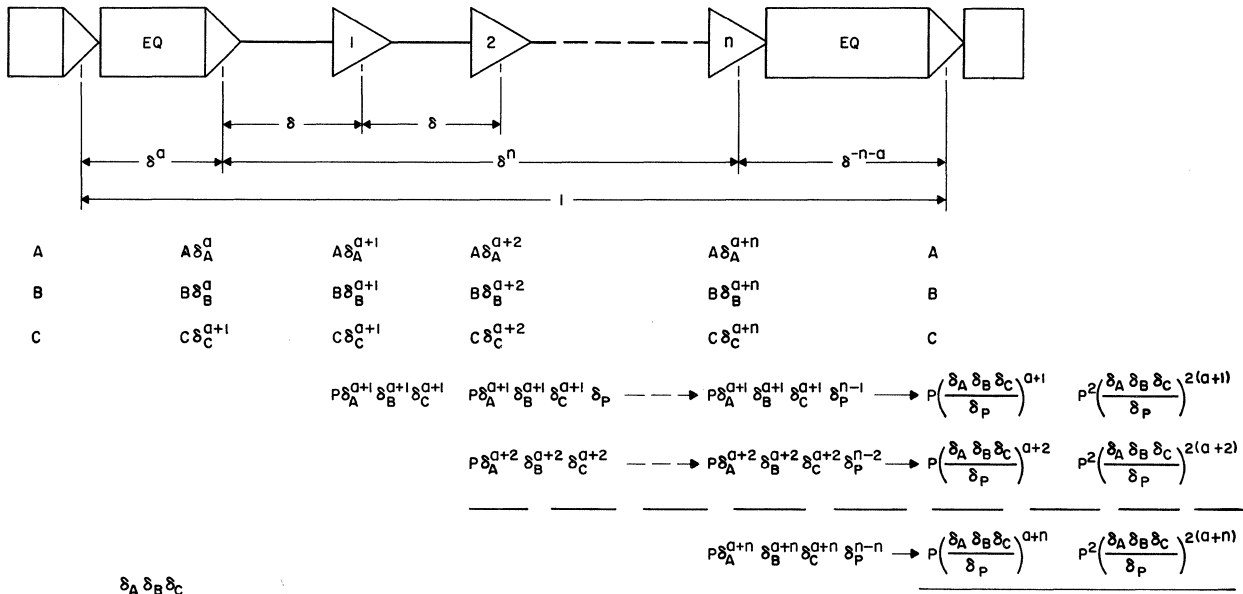 EQ 1 2 n EQ
δ δ
δ^a δ^n δ^{-n-a}
1
A Aδ_A^a Aδ_A^{a+1} Aδ_A^{a+2} Aδ_A^{a+n} A
B Bδ_B^a Bδ_B^{a+1} Bδ_B^{a+2} Bδ_B^{a+n} B
C Cδ_C^{a+1} Cδ_C^{a+1} Cδ_C^{a+2} Cδ_C^{a+n} C
Pδ_A^{a+1} δ_B^{a+1} δ_C^{a+1} Pδ_A^{a+1} δ_B^{a+1} δ_C^{a+1} δ_P Pδ_A^{a+1} δ_B^{a+1} δ_C^{a+1} δ_P^{n-1} P(δ_A δ_B δ_C / δ_P)^{a+1} P^2(δ_A δ_B δ_C / δ_P)^{2(a+1)}
Pδ_A^{a+2} δ_B^{a+2} δ_C^{a+2} Pδ_A^{a+2} δ_B^{a+2} δ_C^{a+2} δ_P^{n-2} P(δ_A δ_B δ_C / δ_P)^{a+2} P^2(δ_A δ_B δ_C / δ_P)^{2(a+2)}
Pδ_A^{a+n} δ_B^{a+n} δ_C^{a+n} δ_P^{n-n} P(δ_A δ_B δ_C / δ_P)^{a+n} P^2(δ_A δ_B δ_C / δ_P)^{2(a+n)}
δ_A δ_B δ_C